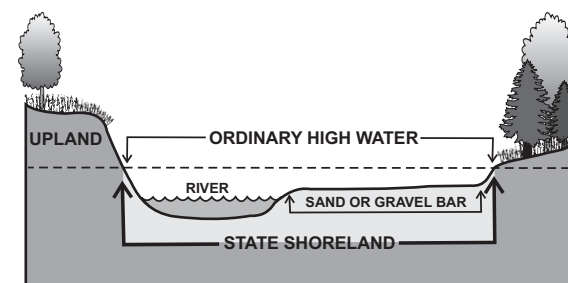 UPLAND
ORDINARY HIGH WATER
RIVER
SAND OR GRAVEL BAR
STATE SHORELAND